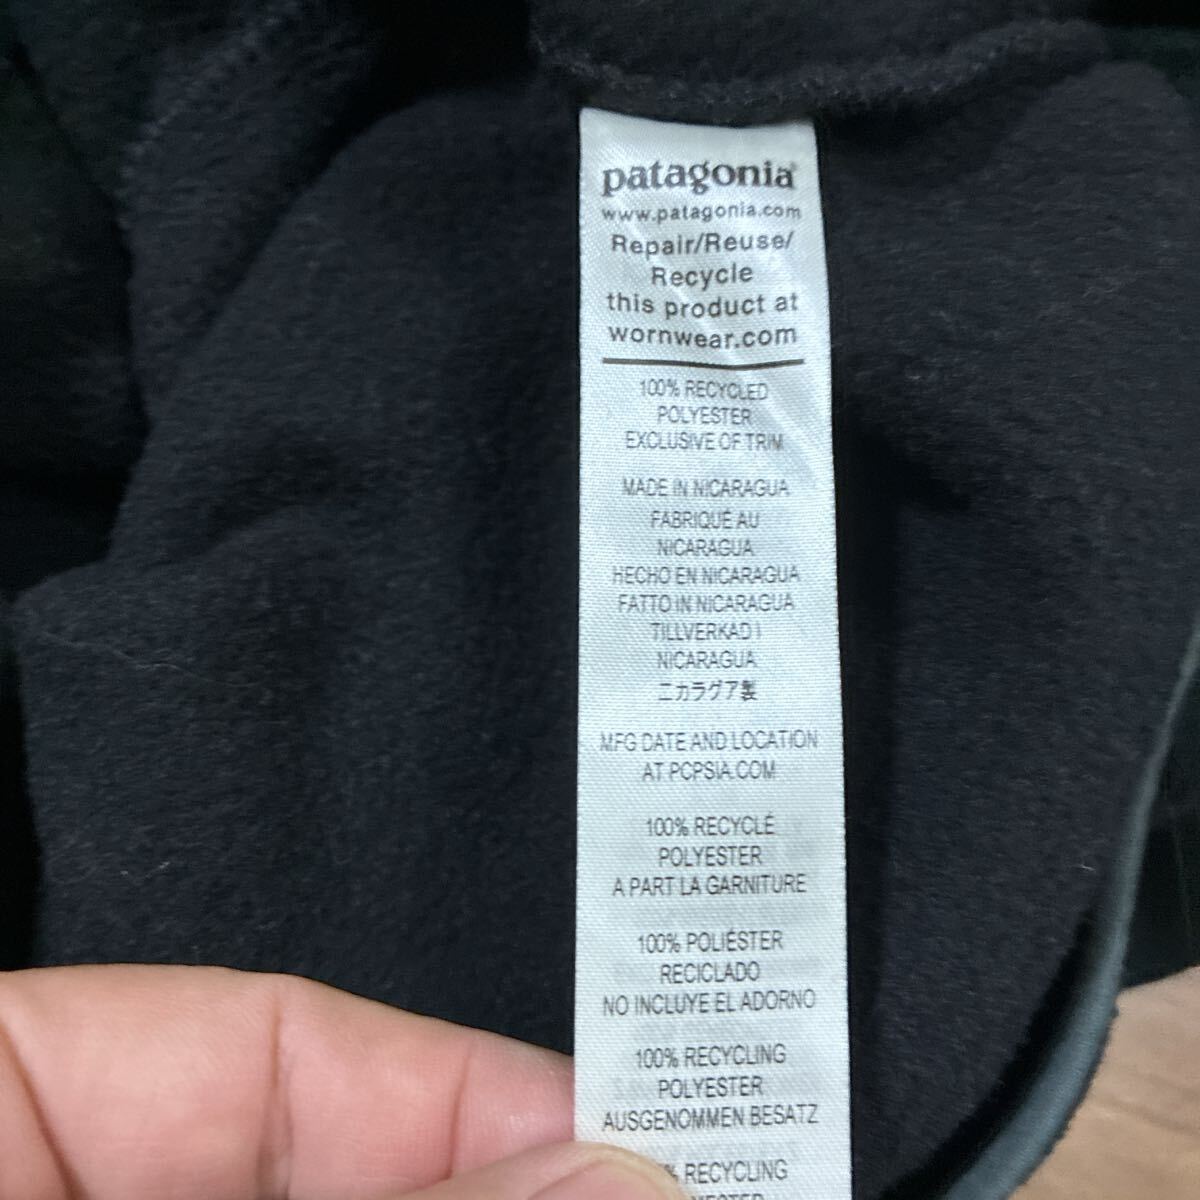 patagonia®
www.patagonia.com
Repair/Reuse/
Recycle
this product at
wornwear.com
100% RECYCLED
POLYESTER
EXCLUSIVE OF TRIM
MADE IN NICARAGUA
FABRIQUÉ AU
NICARAGUA
HECHO EN NICARAGUA
FATTO IN NICARAGUA
TILLVERKAD I
NICARAGUA
ニカラグア製
MFG DATE AND LOCATION
AT PCPSIA.COM
100% RECYCLÉ
POLYESTER
A PART LA GARNITURE
100% POLIÉSTER
RECICLADO
NO INCLUYE EL ADORNO
100% RECYCLING
POLYESTER
AUSGENOMMEN BESATZ
% RECYCLING